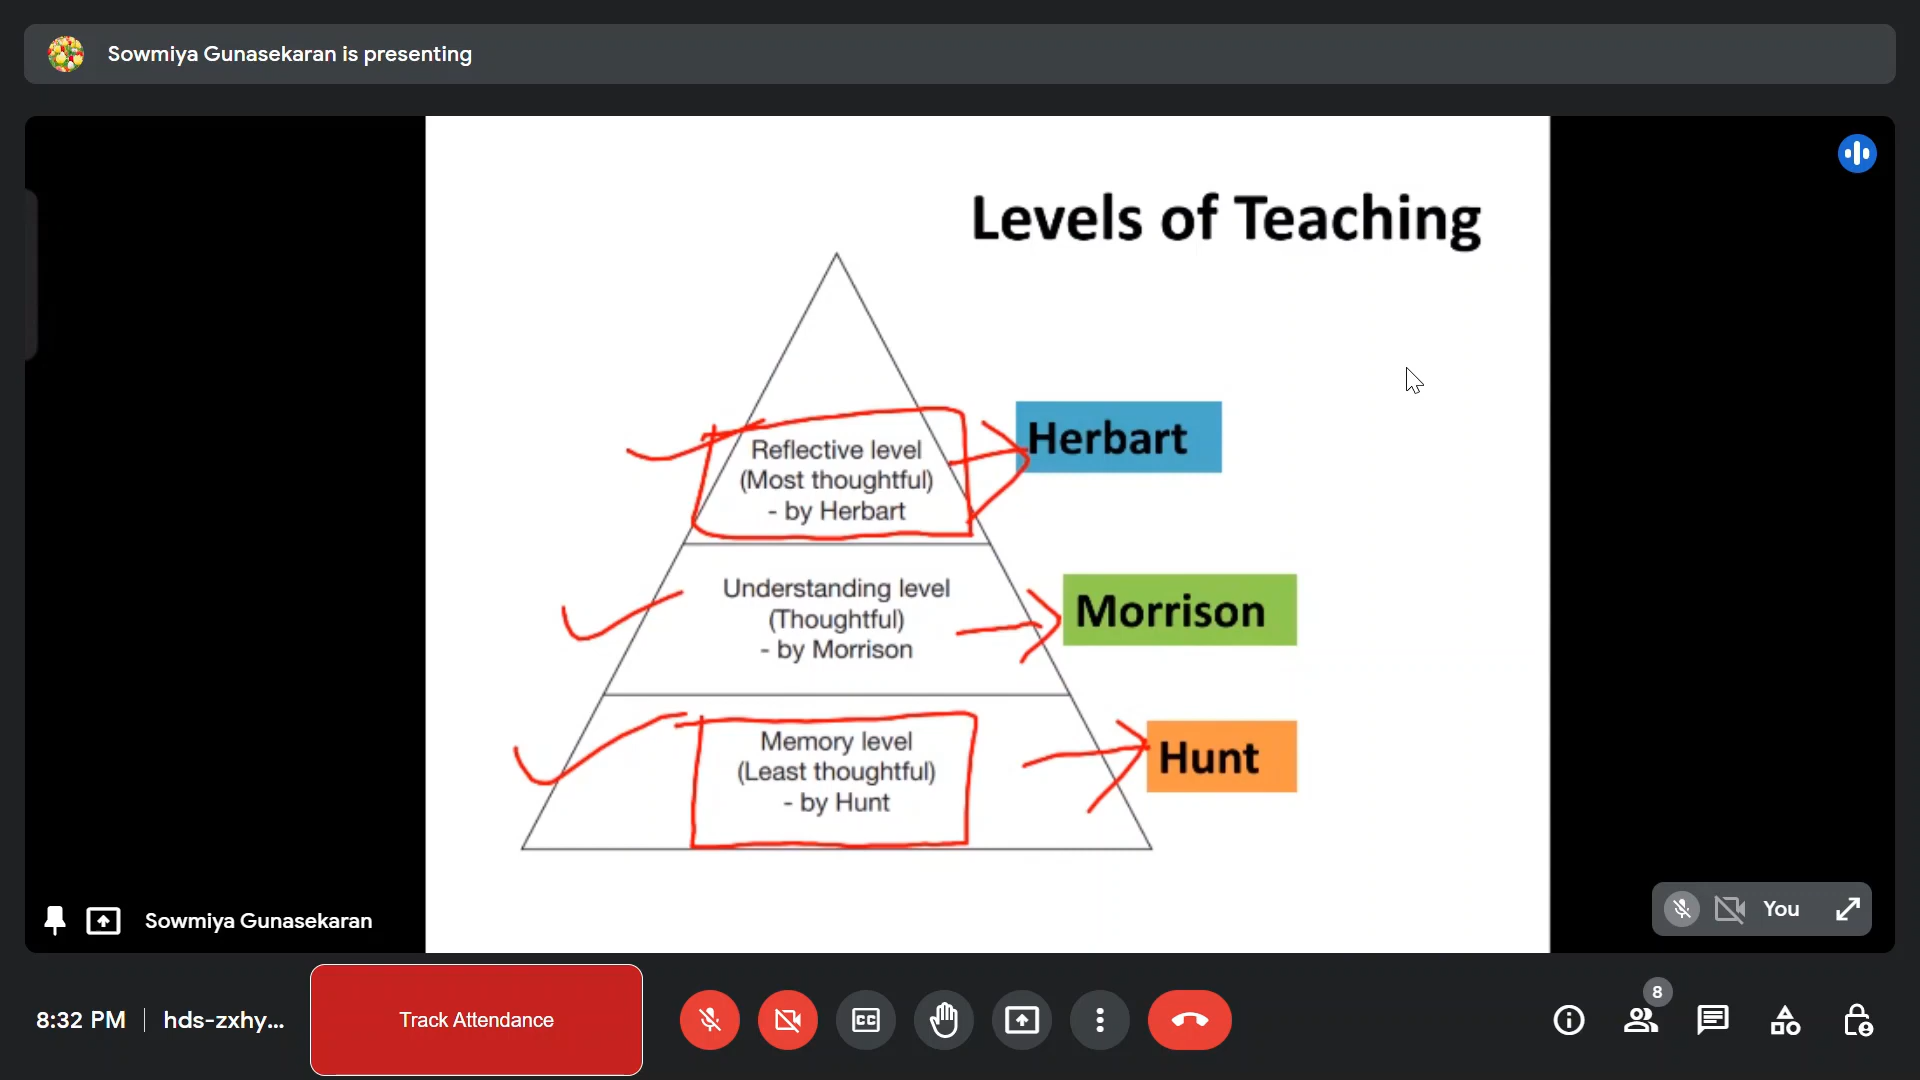 Sowmiya Gunasekaran is presenting
Levels of Teaching
Reflective level
(Most thoughtful)
- by Herbart
Herbart
Understanding level
(Thoughtful)
- by Morrison
Morrison
Memory level
(Least thoughtful)
- by Hunt
Hunt
Sowmiya Gunasekaran
You
8:32 PM
hds-zxhy...
Track Attendance
CC
8